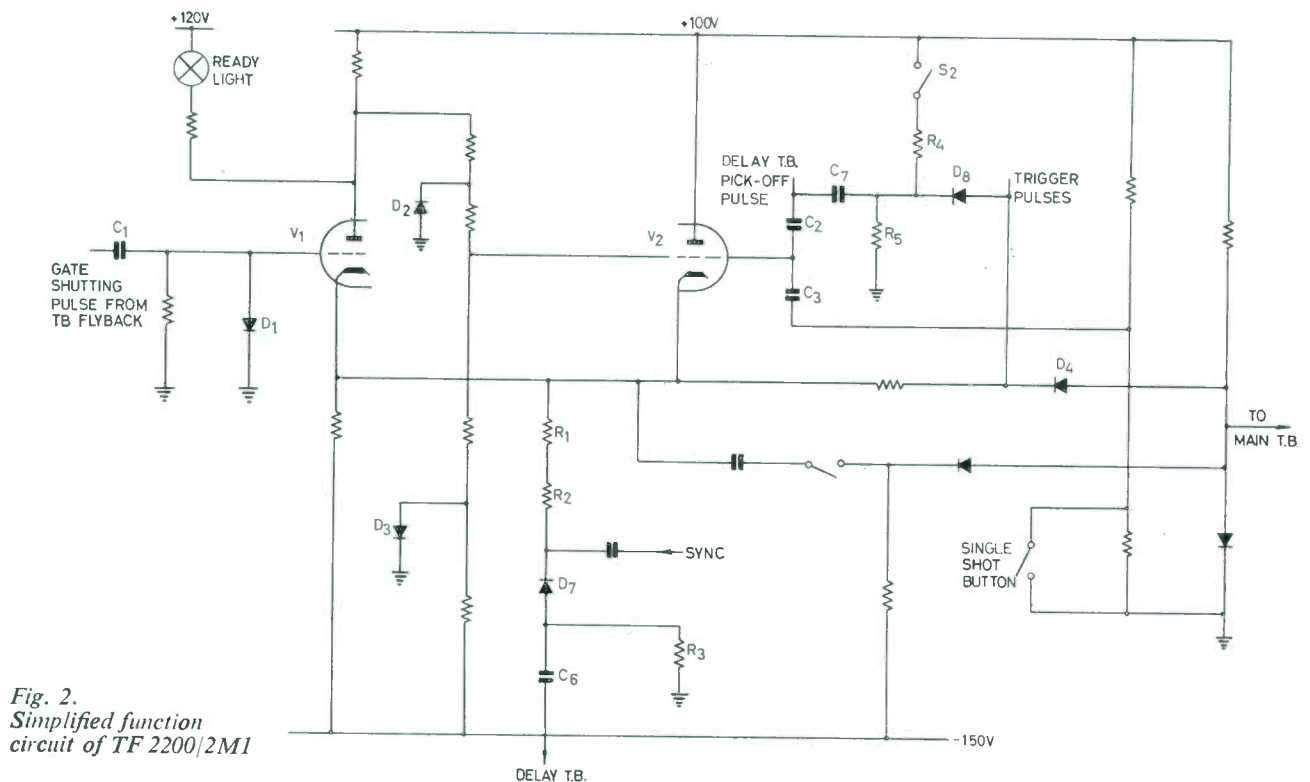 +120V
READY
LIGHT
+100V
S2
R4
DELAY T.B.
PICK-OFF
PULSE
C7
D8
TRIGGER
PULSES
C2
R5
D2
C1
V1
V2
GATE
SHUTTING
PULSE FROM
TB FLYBACK
D1
C3
D4
TO
MAIN T.B.
R1
R2
D3
SYNC
D7
SINGLE
SHOT
BUTTON
R3
C6
Fig. 2.
Simplified function
circuit of TF 2200/2M1
-150V
DELAY T.B.